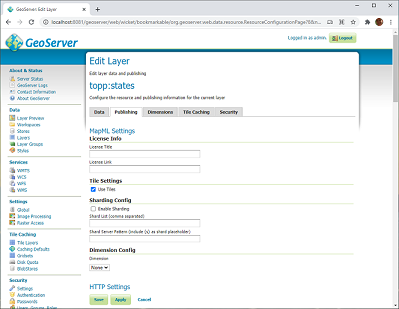 GeoServer: Edit Layer
localhost:8081/geoserver/web/wicket/bookmarkable/org.geoserver.web.data.resource.ResourceConfigurationPage?6&n
GeoServer
Logged in as admin.
Logout
About & Status
Server Status
GeoServer Logs
Contact Information
About GeoServer
Data
Layer Preview
Workspaces
Stores
Layers
Layer Groups
Styles
Services
WMTS
WCS
WFS
WMS
Settings
Global
Image Processing
Raster Access
Tile Caching
Tile Layers
Caching Defaults
Gridsets
Disk Quota
BlobStores
Security
Settings
Authentication
Passwords
Users, Groups, Roles
Edit Layer
Edit layer data and publishing
topp:states
Configure the resource and publishing information for the current layer
Data Publishing Dimensions Tile Caching Security
MapML Settings
License Info
License Title
License Link
Tile Settings
Use Tiles
Sharding Config
Enable Sharding
Shard List (comma separated)
Shard Server Pattern (include {s} as shard placeholder)
Dimension Config
Dimension
None
HTTP Settings
Save Apply Cancel